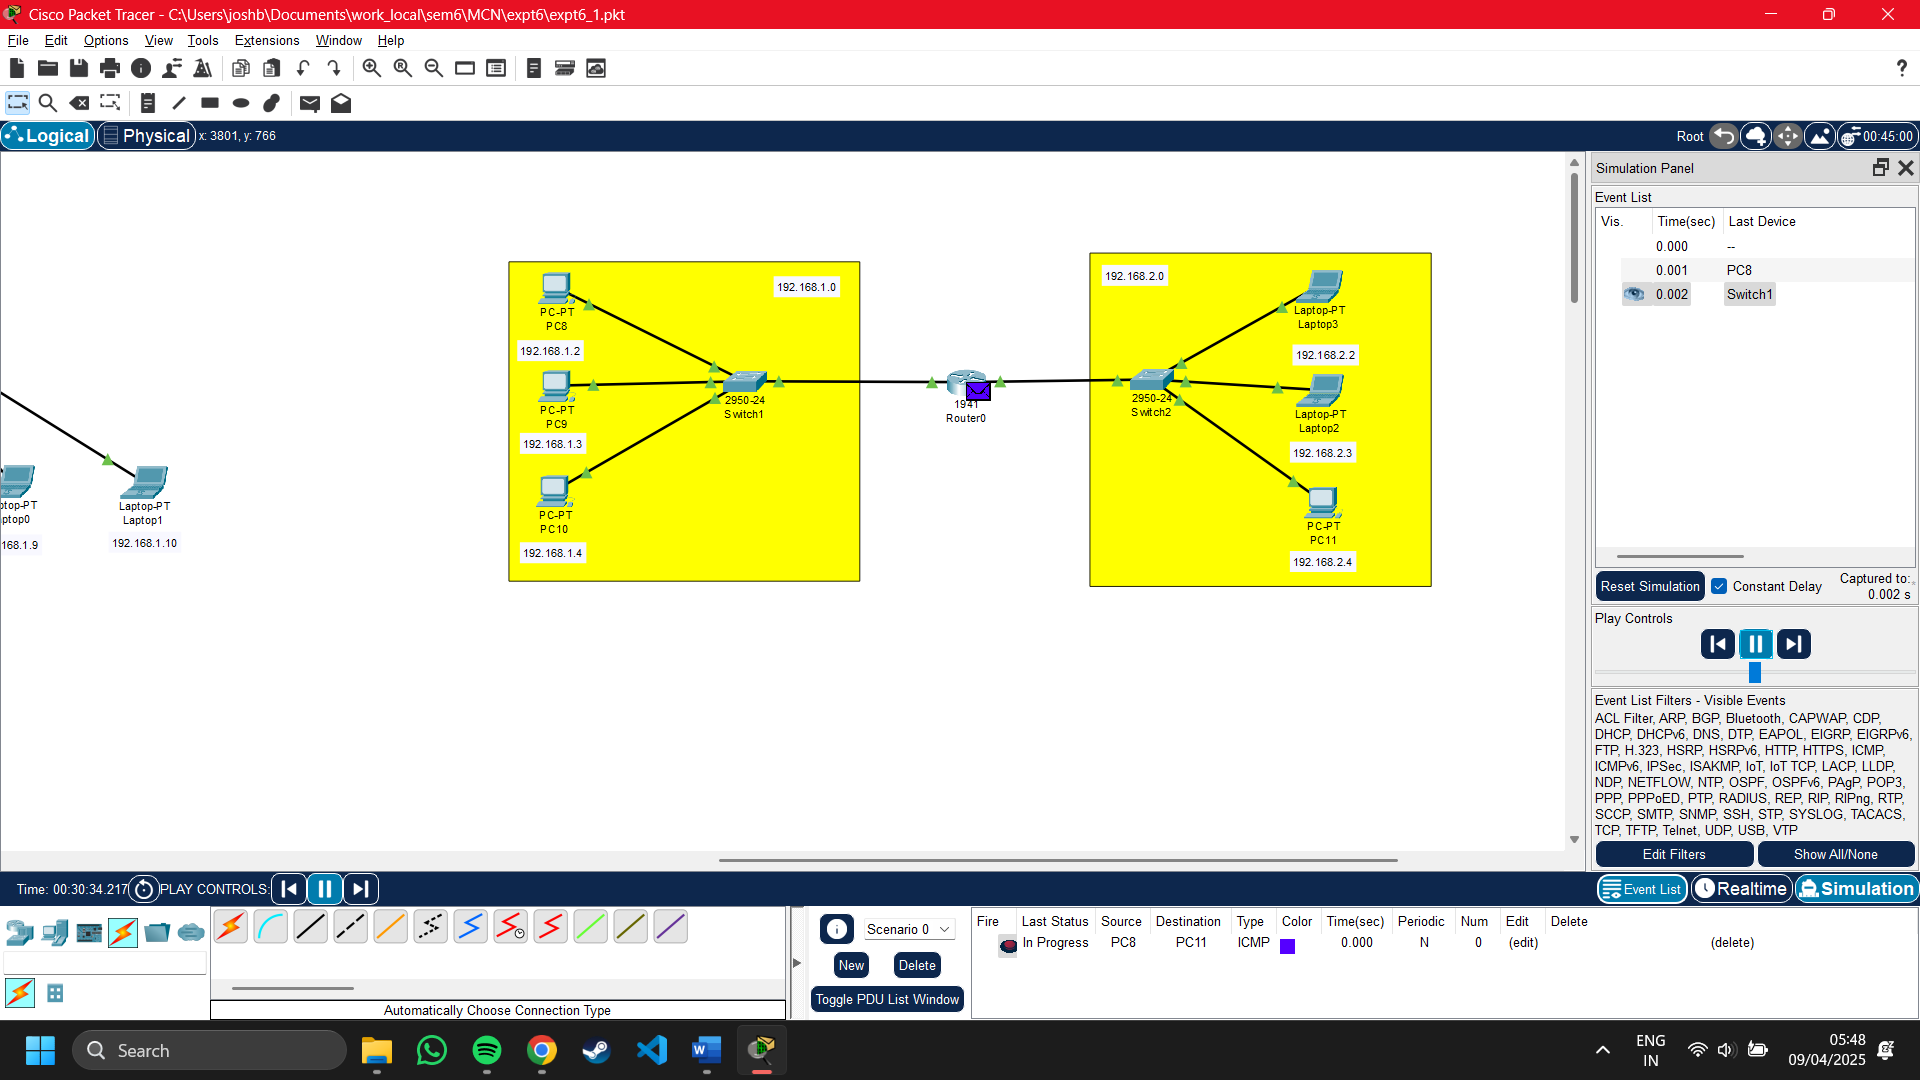 Cisco Packet Tracer - C:\Users\joshb\Documents\work_local\sem6\MCN\expt6\expt6_1.pkt
File Edit Options View Tools Extensions Window Help
?
Logical Physical x: 3801, y: 766
Root 00:45:00
PC-PT
PC8
192.168.1.2
PC-PT
PC9
192.168.1.3
PC-PT
PC10
192.168.1.4
192.168.1.0
2950-24
Switch1
1941
Router0
192.168.2.0
2950-24
Switch2
Laptop-PT
Laptop3
192.168.2.2
Laptop-PT
Laptop2
192.168.2.3
PC-PT
PC11
192.168.2.4
ptop-PT
ptop0
168.1.9
Laptop-PT
Laptop1
192.168.1.10
Simulation Panel
Event List
Vis. Time(sec) Last Device
0.000 --
0.001 PC8
0.002 Switch1
Reset Simulation Constant Delay Captured to:
0.002 s
Play Controls
Event List Filters - Visible Events
ACL Filter, ARP, BGP, Bluetooth, CAPWAP, CDP,
DHCP, DHCPv6, DNS, DTP, EAPOL, EIGRP, EIGRPv6,
FTP, H.323, HSRP, HSRPv6, HTTP, HTTPS, ICMP,
ICMPv6, IPSec, ISAKMP, IoT, IoT TCP, LACP, LLDP,
NDP, NETFLOW, NTP, OSPF, OSPFv6, PAgP, POP3,
PPP, PPPoED, PTP, RADIUS, REP, RIP, RIPng, RTP,
SCCP, SMTP, SNMP, SSH, STP, SYSLOG, TACACS,
TCP, TFTP, Telnet, UDP, USB, VTP
Edit Filters Show All/None
Time: 00:30:34.217 PLAY CONTROLS:
Event List Realtime Simulation
Automatically Choose Connection Type
Scenario 0
New Delete
Toggle PDU List Window
Fire Last Status Source Destination Type Color Time(sec) Periodic Num Edit Delete
In Progress PC8 PC11 ICMP 0.000 N 0 (edit) (delete)
Search
ENG
IN
05:48
09/04/2025